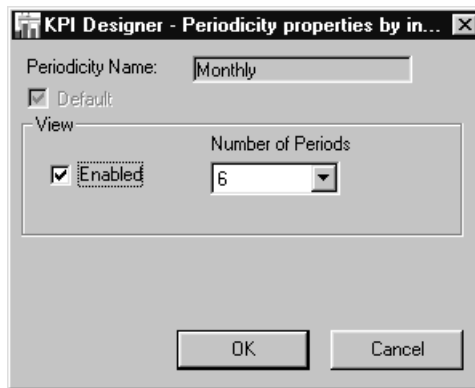 KPI Designer - Periodicity properties by in...
Periodicity Name: Monthly
Default
View
Number of Periods
Enabled 6
OK Cancel